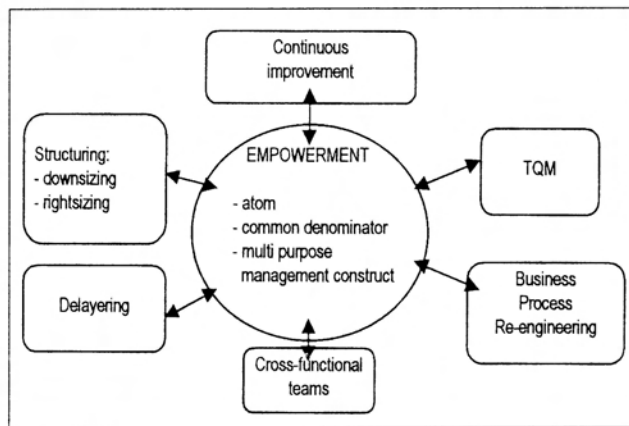 Continuous
improvement
Structuring:
- downsizing
- rightsizing
EMPOWERMENT
- atom
- common denominator
- multi purpose
management construct
TQM
Delayering
Business
Process
Re-engineering
Cross-functional
teams